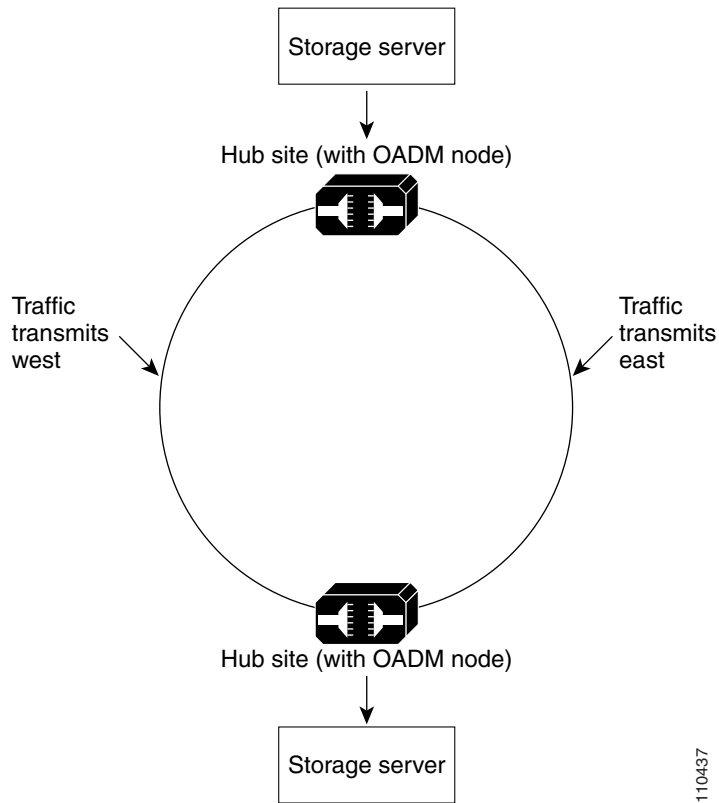 Storage server
Hub site (with OADM node)
Traffic
transmits
west
Traffic
transmits
east
Hub site (with OADM node)
Storage server
110437